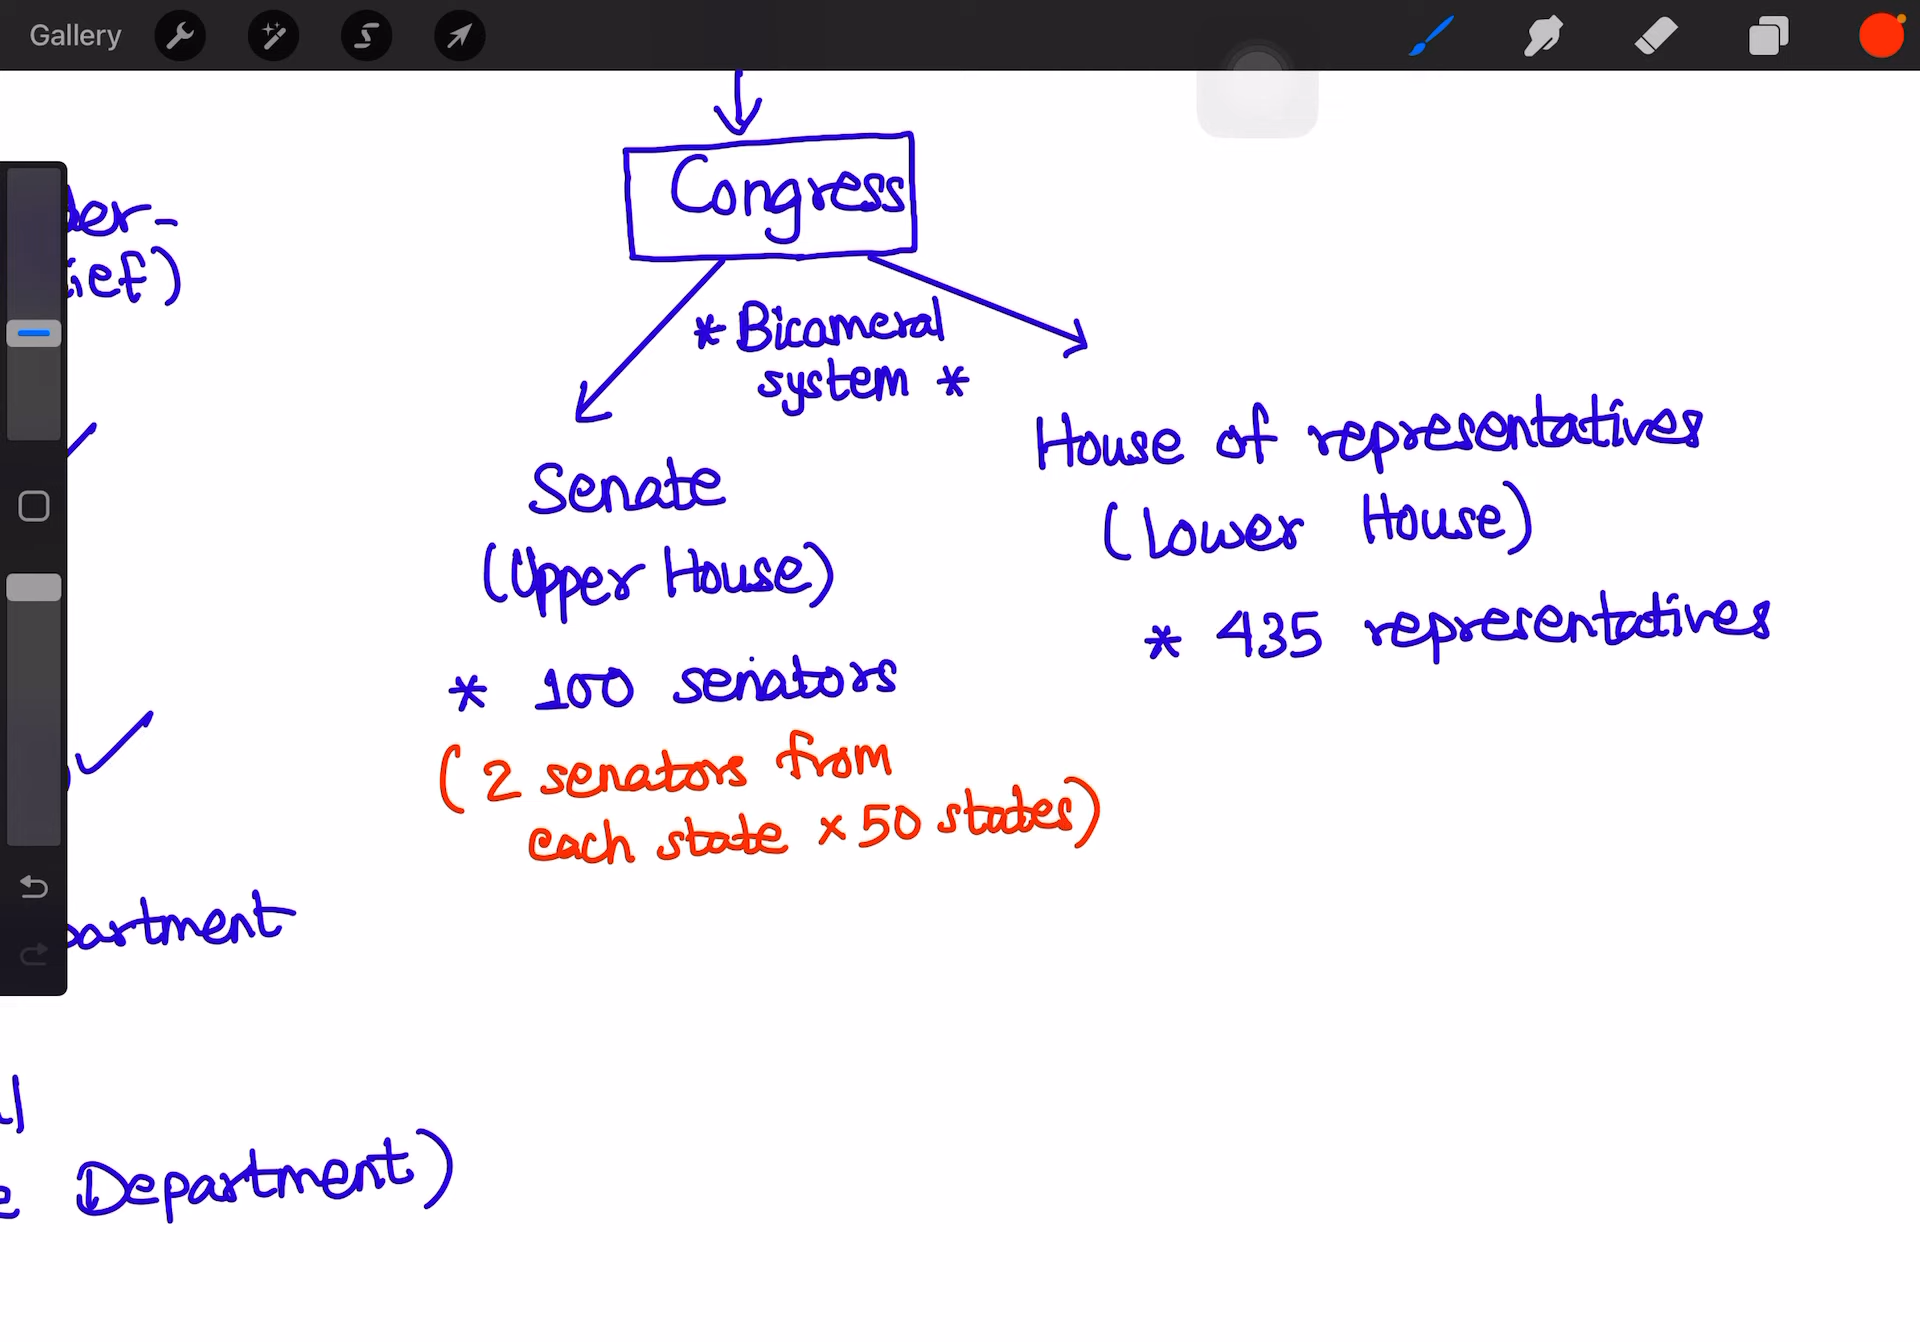 Gallery
Congress
der-
ief)
* Bicameral
system *
House of representatives
(Lower House)
Senate
(Upper House)
* 435 representatives
* 100 senators
(2 senators from
each state x 50 states)
partment
Department)